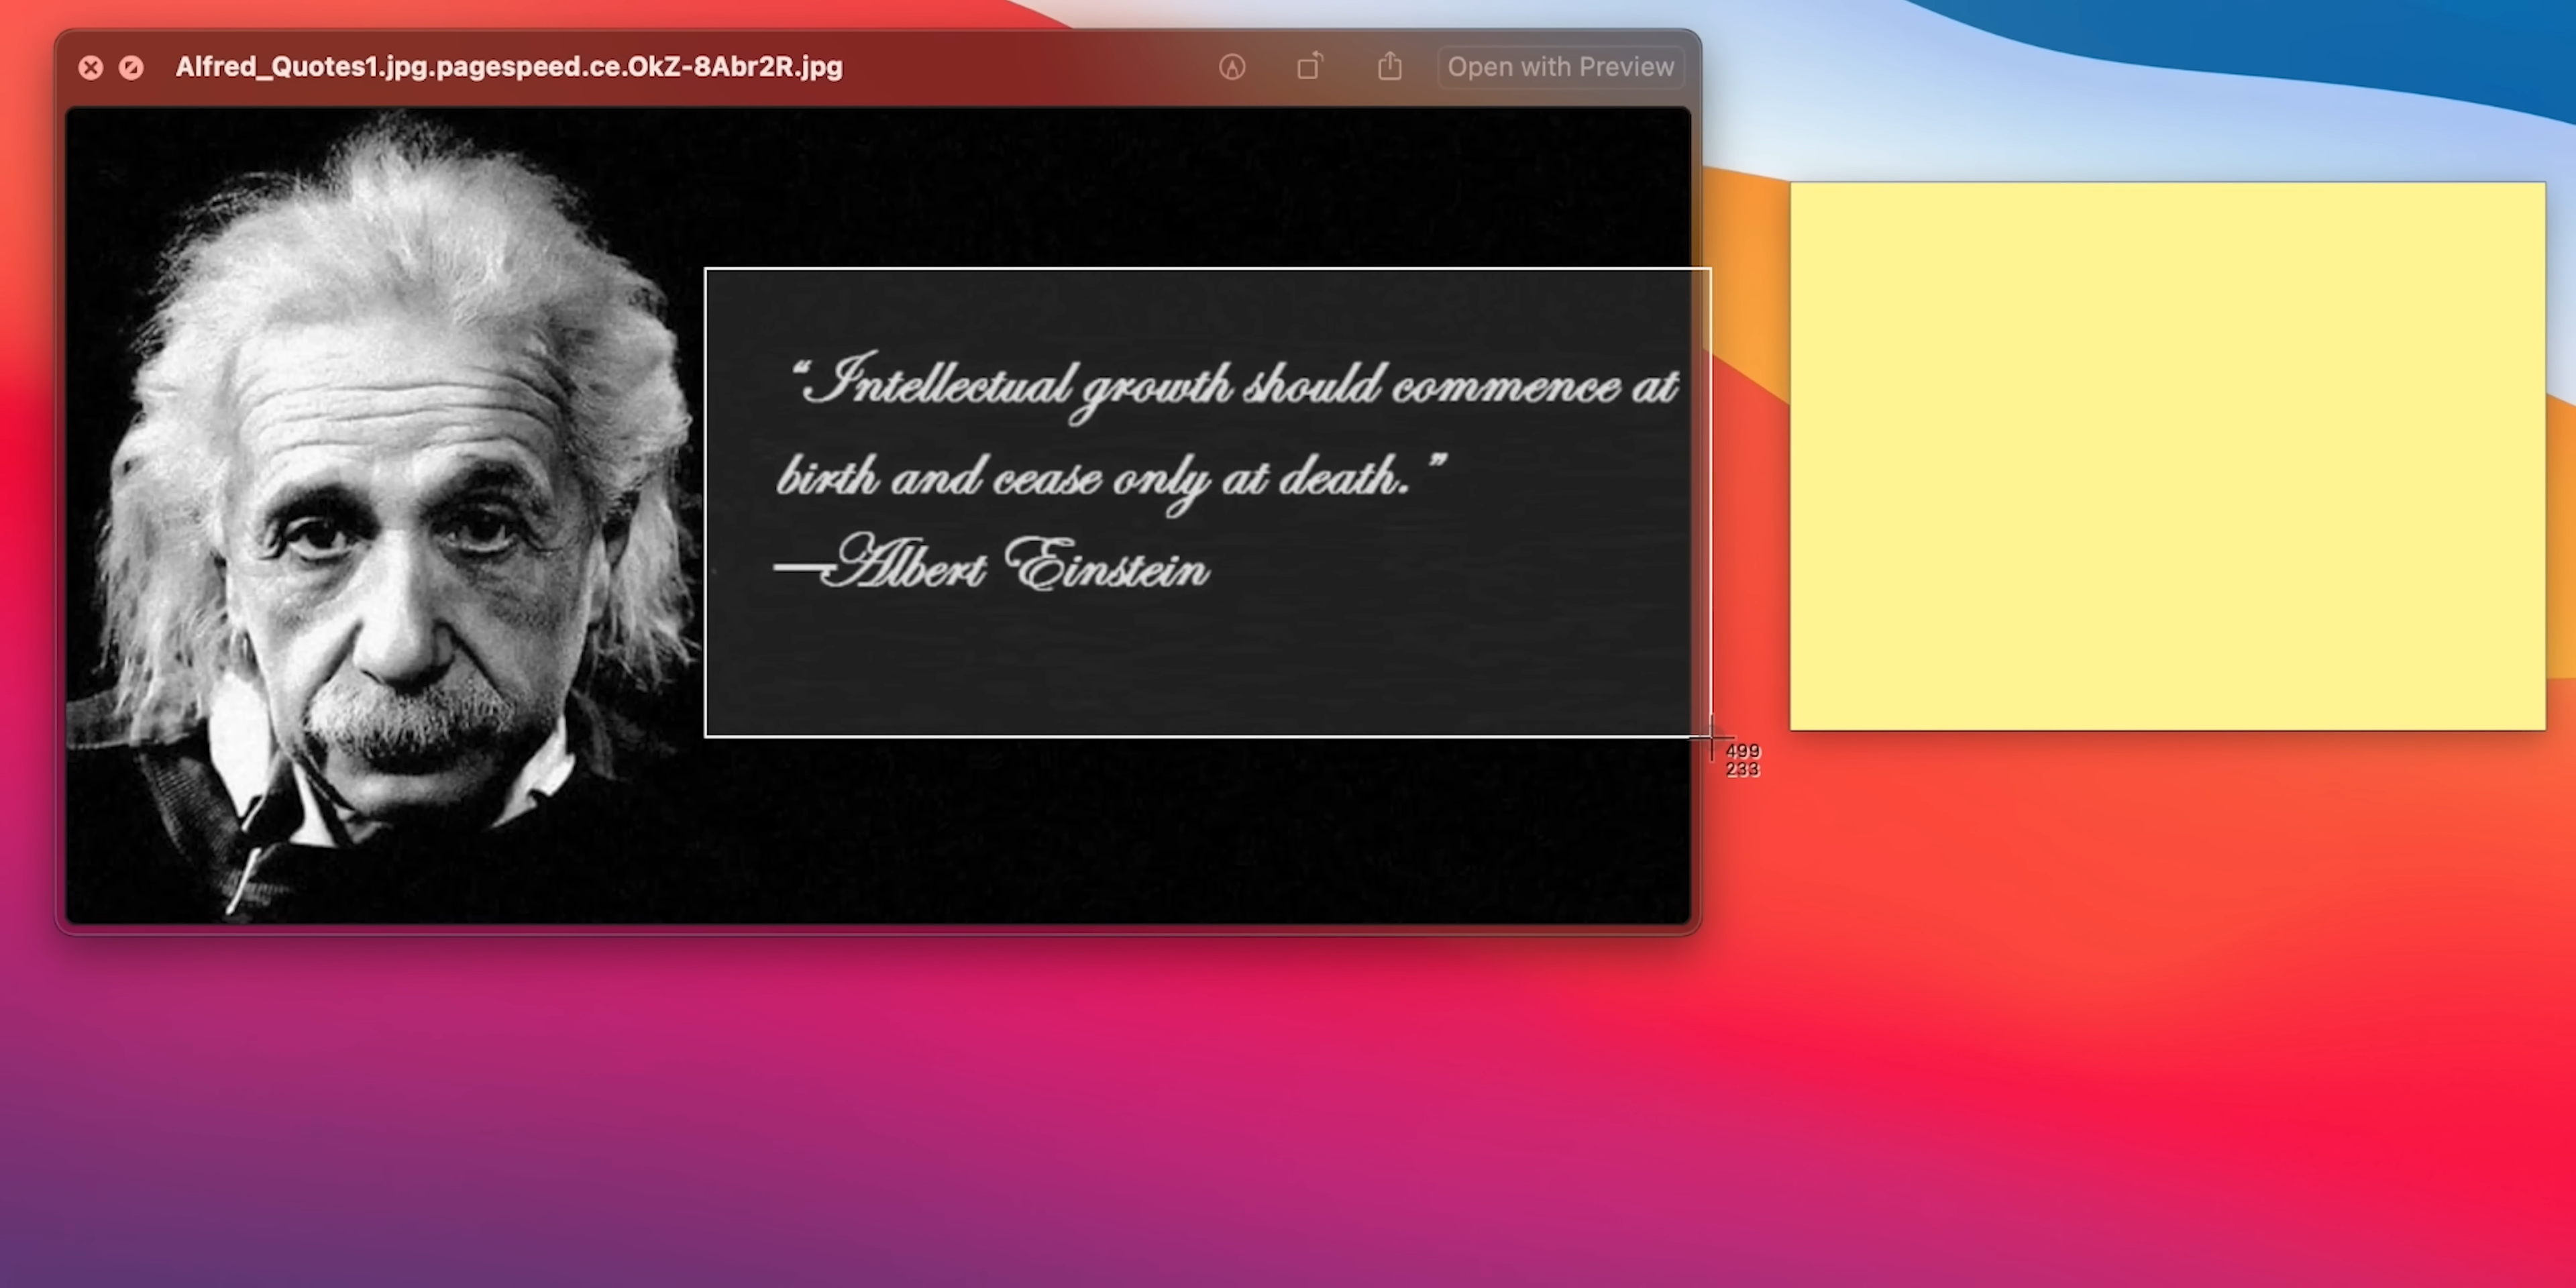 Alfred_Quotes1.jpg.pagespeed.ce.OkZ-8Abr2R.jpg
Open with Preview
“Intellectual growth should commence at
birth and cease only at death.”
—Albert Einstein
499
233